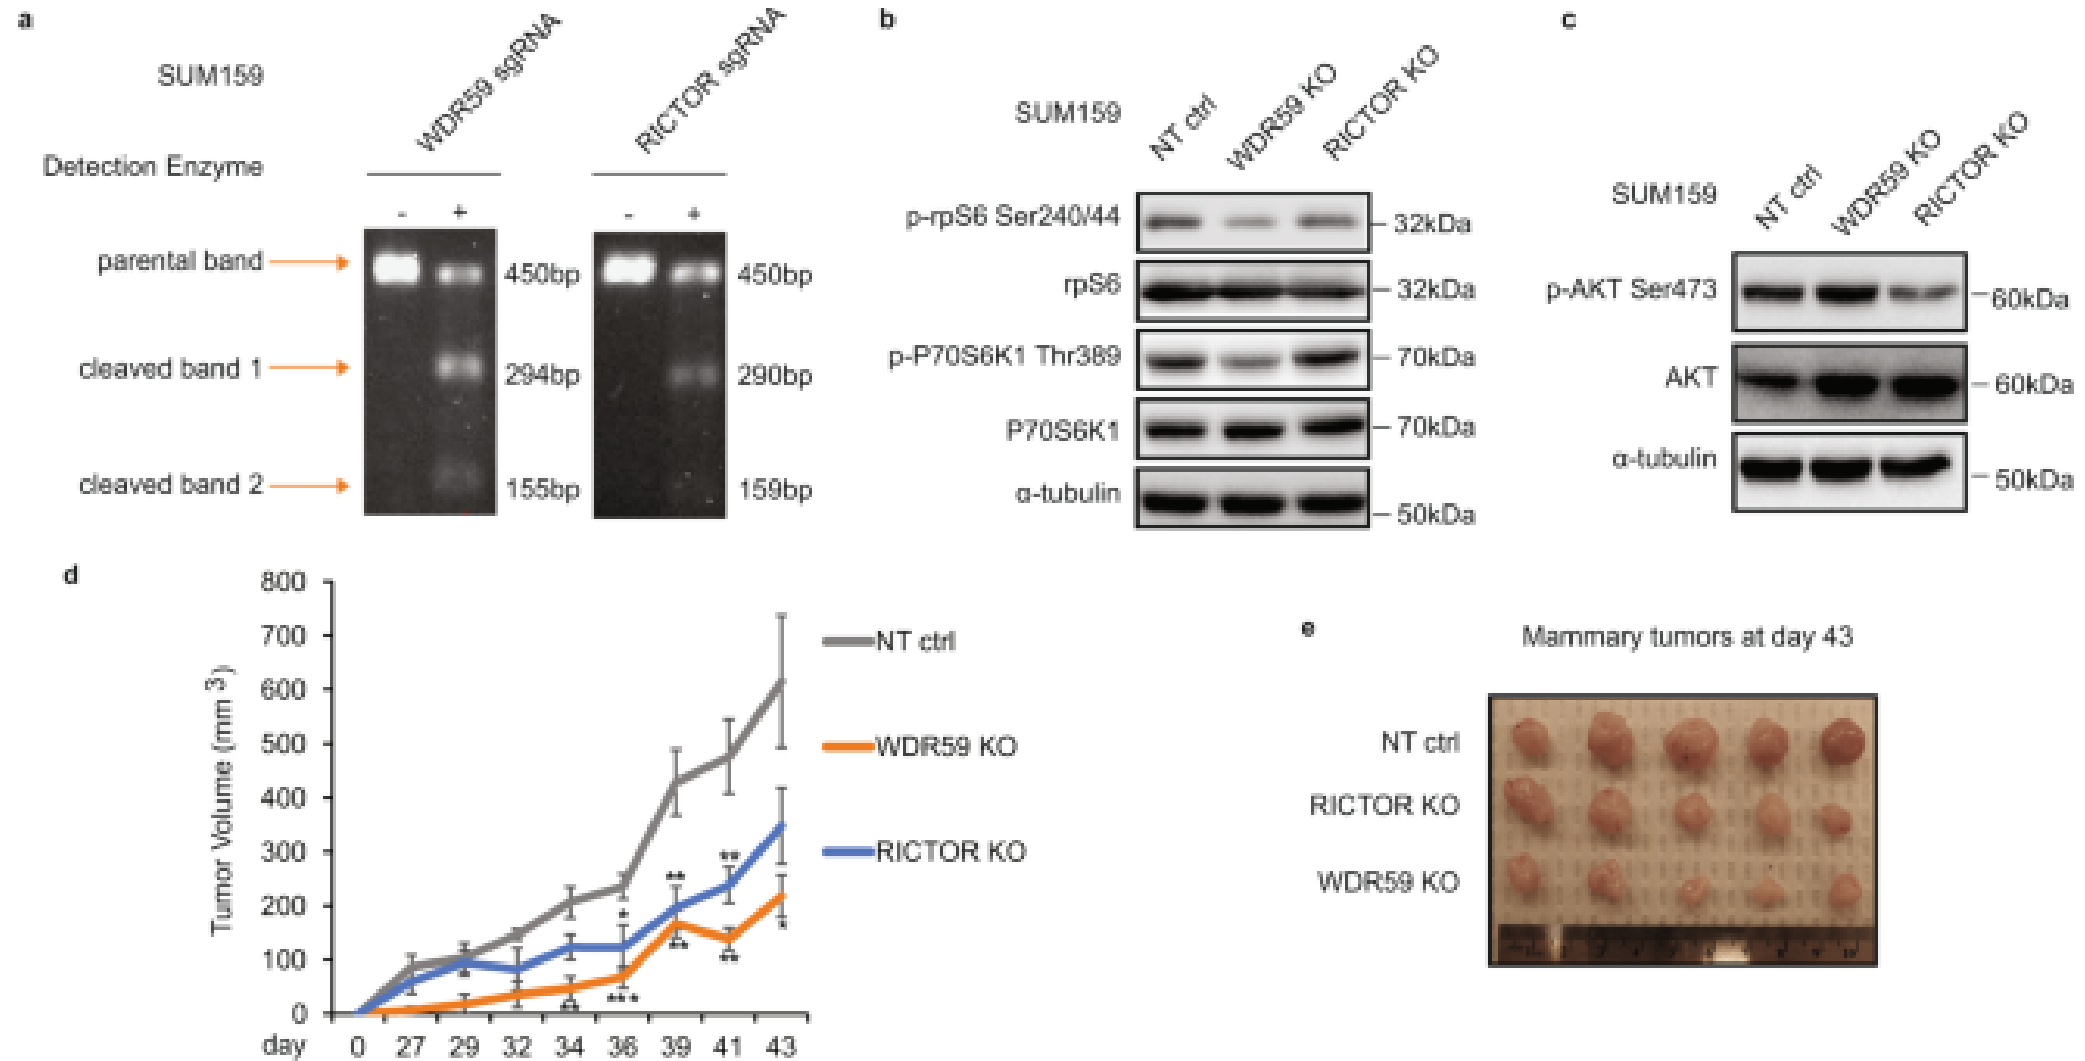 a
SUM159
WDR59 sgRNA
RICTOR sgRNA
Detection Enzyme
- + - +
parental band
450bp
450bp
cleaved band 1
294bp
290bp
cleaved band 2
155bp
159bp
b
SUM159
NT ctrl
WDR59 KO
RICTOR KO
p-rpS6 Ser240/44
32kDa
rpS6
32kDa
p-P70S6K1 Thr389
70kDa
P70S6K1
70kDa
α-tubulin
50kDa
c
SUM159
NT ctrl
WDR59 KO
RICTOR KO
p-AKT Ser473
60kDa
AKT
60kDa
α-tubulin
50kDa
d
Tumor Volume (mm 3)
800
700
600
500
400
300
200
100
0
day 0 27 29 32 34 36 39 41 43
NT ctrl
WDR59 KO
RICTOR KO
** **
*
** **
*
** ***
e
Mammary tumors at day 43
NT ctrl
RICTOR KO
WDR59 KO